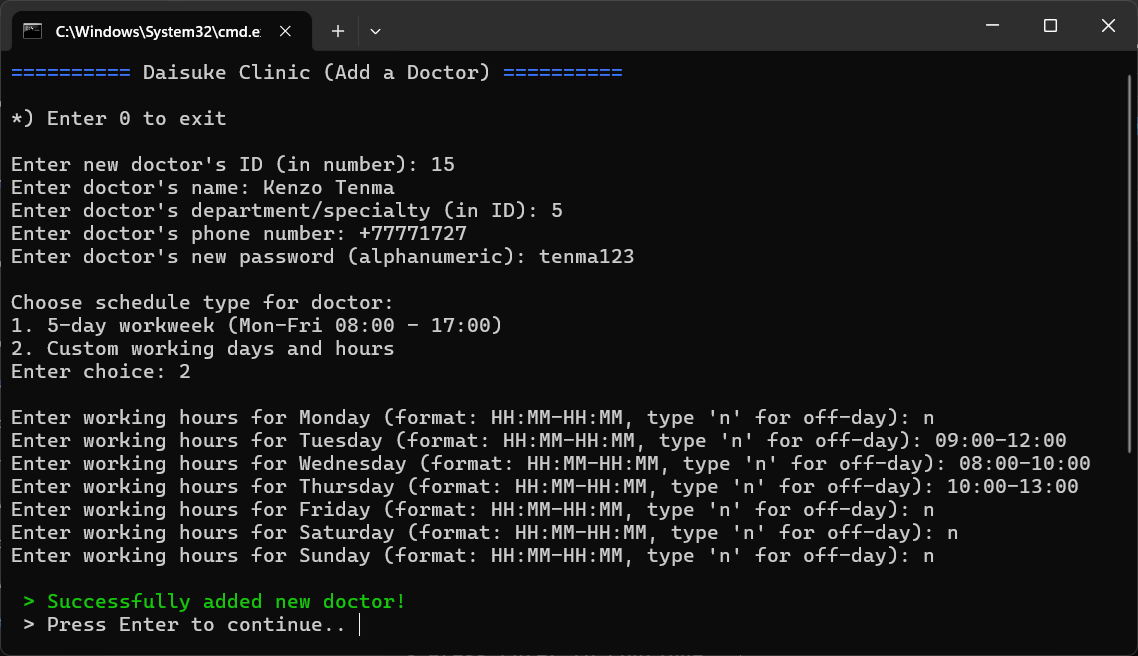 C:\Windows\System32\cmd.e
========== Daisuke Clinic (Add a Doctor) ==========
*) Enter 0 to exit
Enter new doctor's ID (in number): 15
Enter doctor's name: Kenzo Tenma
Enter doctor's department/specialty (in ID): 5
Enter doctor's phone number: +77771727
Enter doctor's new password (alphanumeric): tenma123
Choose schedule type for doctor:
1. 5-day workweek (Mon-Fri 08:00 - 17:00)
2. Custom working days and hours
Enter choice: 2
Enter working hours for Monday (format: HH:MM-HH:MM, type 'n' for off-day): n
Enter working hours for Tuesday (format: HH:MM-HH:MM, type 'n' for off-day): 09:00-12:00
Enter working hours for Wednesday (format: HH:MM-HH:MM, type 'n' for off-day): 08:00-10:00
Enter working hours for Thursday (format: HH:MM-HH:MM, type 'n' for off-day): 10:00-13:00
Enter working hours for Friday (format: HH:MM-HH:MM, type 'n' for off-day): n
Enter working hours for Saturday (format: HH:MM-HH:MM, type 'n' for off-day): n
Enter working hours for Sunday (format: HH:MM-HH:MM, type 'n' for off-day): n
> Successfully added new doctor!
> Press Enter to continue..